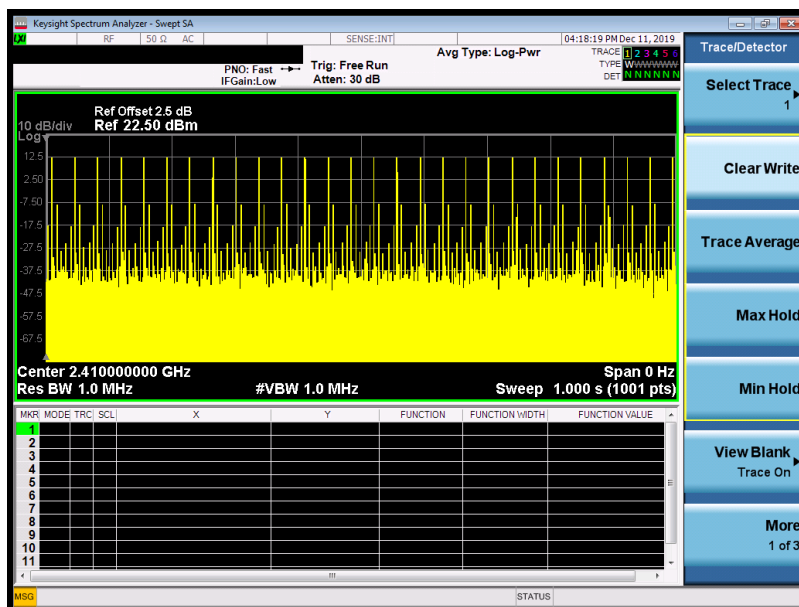 Keysight Spectrum Analyzer - Swept SA
LXI RF 50 Ω AC SENSE:INT 04:18:19 PM Dec 11, 2019
Avg Type: Log-Pwr
TRACE 1 2 3 4 5 6
TYPE WWWWWW
DET N N N N N N
PNO: Fast
IFGain:Low
Trig: Free Run
Atten: 30 dB
Ref Offset 2.5 dB
10 dB/div Ref 22.50 dBm
Log
12.5
2.50
-7.50
-17.5
-27.5
-37.5
-47.5
-57.5
-67.5
Center 2.410000000 GHz Span 0 Hz
Res BW 1.0 MHz #VBW 1.0 MHz Sweep 1.000 s (1001 pts)
MKR MODE TRC SCL X Y FUNCTION FUNCTION WIDTH FUNCTION VALUE
1
2
3
4
5
6
7
8
9
10
11
MSG STATUS
Trace/Detector
Select Trace
1
Clear Write
Trace Average
Max Hold
Min Hold
View Blank
Trace On
More
1 of 3